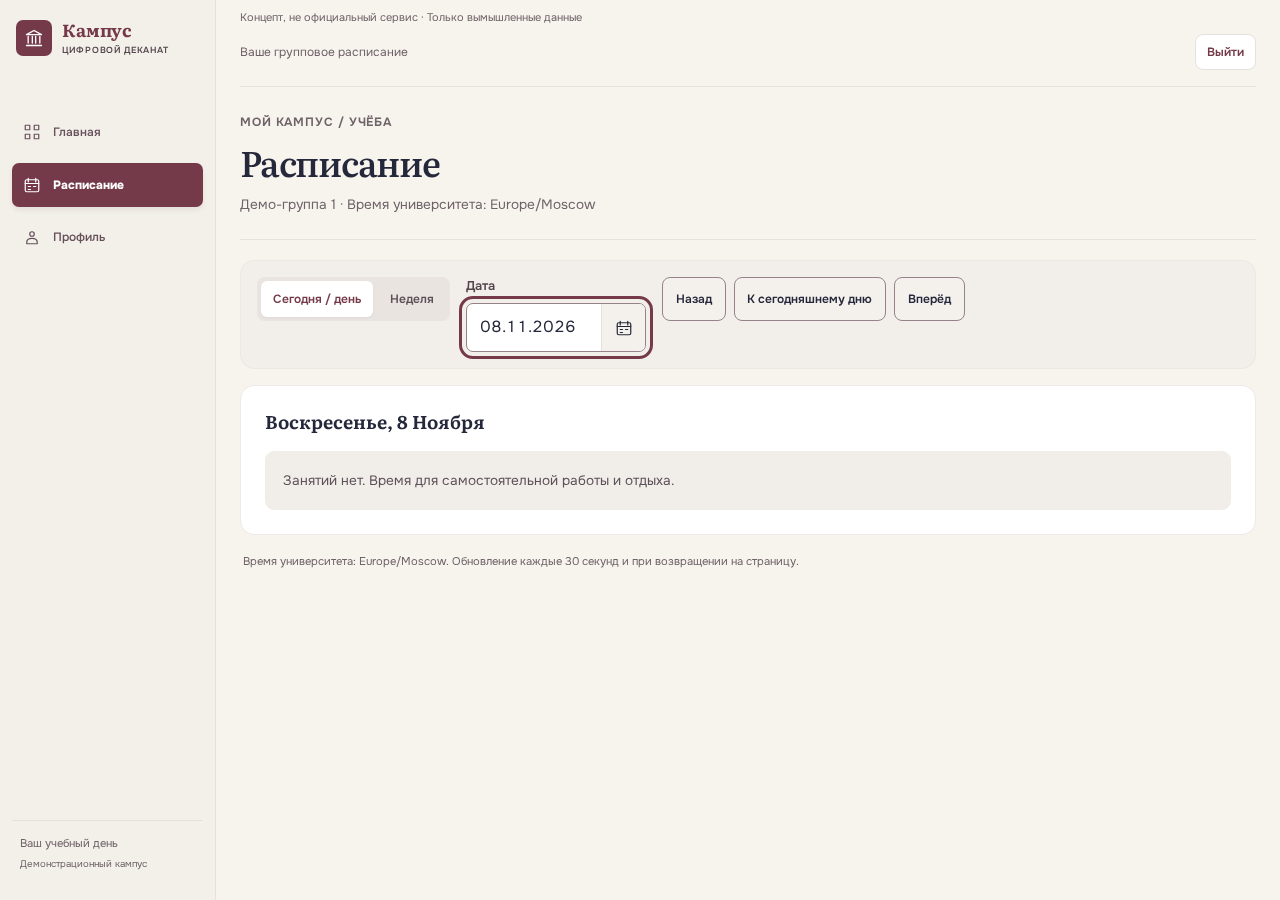 Кампус
ЦИФРОВОЙ ДЕКАНАТ
Главная
Расписание
Профиль
Ваш учебный день
Демонстрационный кампус
Концепт, не официальный сервис · Только вымышленные данные
Ваше групповое расписание
Выйти
МОЙ КАМПУС / УЧЁБА
Расписание
Демо-группа 1 · Время университета: Europe/Moscow
Сегодня / день
Неделя
Дата
08.11.2026
Назад
К сегодняшнему дню
Вперёд
Воскресенье, 8 Ноября
Занятий нет. Время для самостоятельной работы и отдыха.
Время университета: Europe/Moscow. Обновление каждые 30 секунд и при возвращении на страницу.